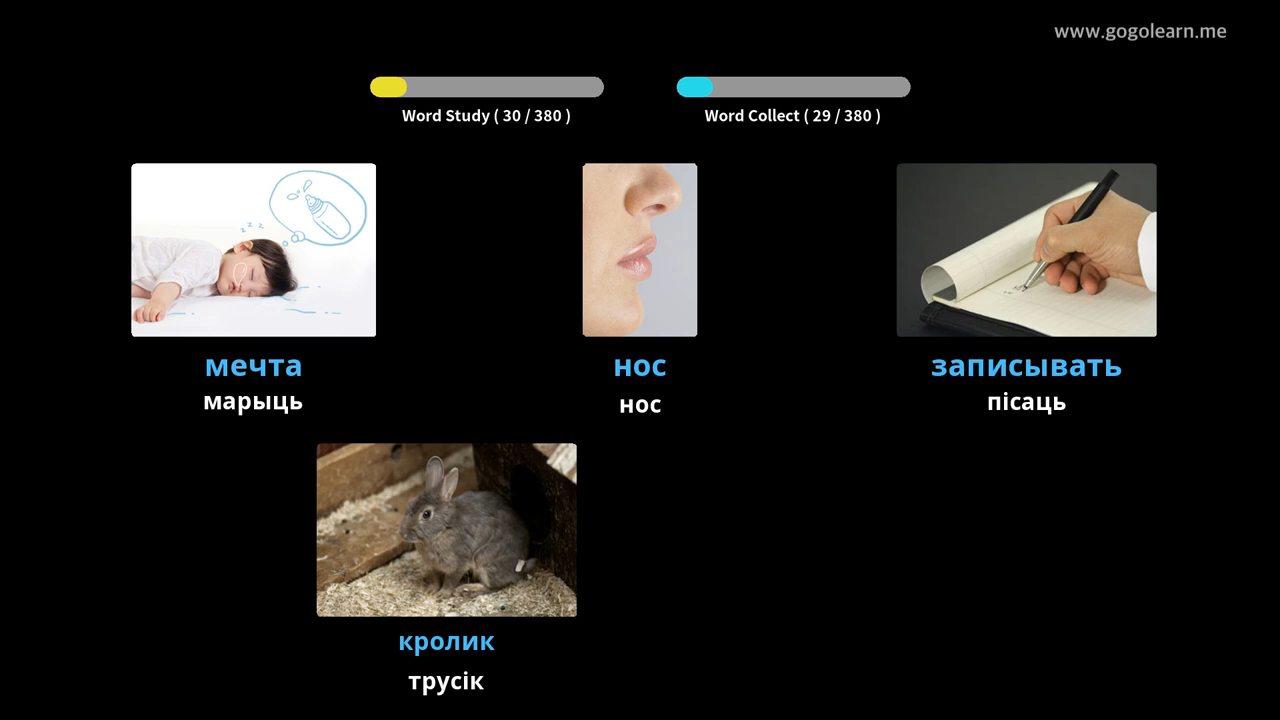 www.gogolearn.me
Word Study ( 30 / 380 )
Word Collect ( 29 / 380 )
мечта
марыць
нос
нос
записывать
пісаць
кролик
трусік